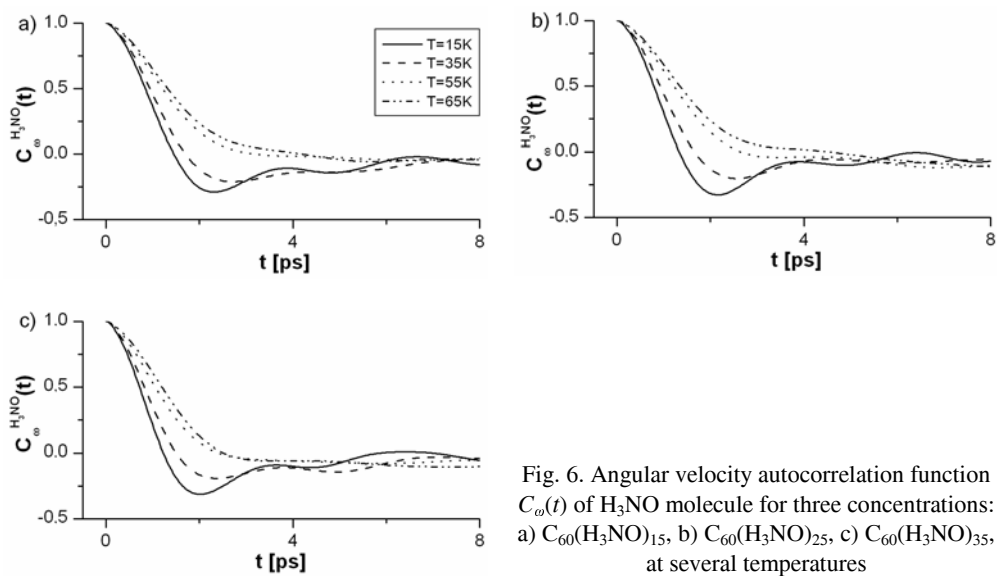 a)
1.0
0.5
0.0
-0,5
C_ω^{H₃NO}(t)
0
4
8
t [ps]
T=15K
T=35K
T=55K
T=65K
b)
1.0
0.5
0.0
-0.5
C_ω^{H₃NO}(t)
0
4
8
t [ps]
c)
1.0
0.5
0.0
-0.5
C_ω^{H₃NO}(t)
0
4
8
t [ps]
Fig. 6. Angular velocity autocorrelation function
C_ω(t) of H₃NO molecule for three concentrations:
a) C₆₀(H₃NO)₁₅, b) C₆₀(H₃NO)₂₅, c) C₆₀(H₃NO)₃₅,
at several temperatures